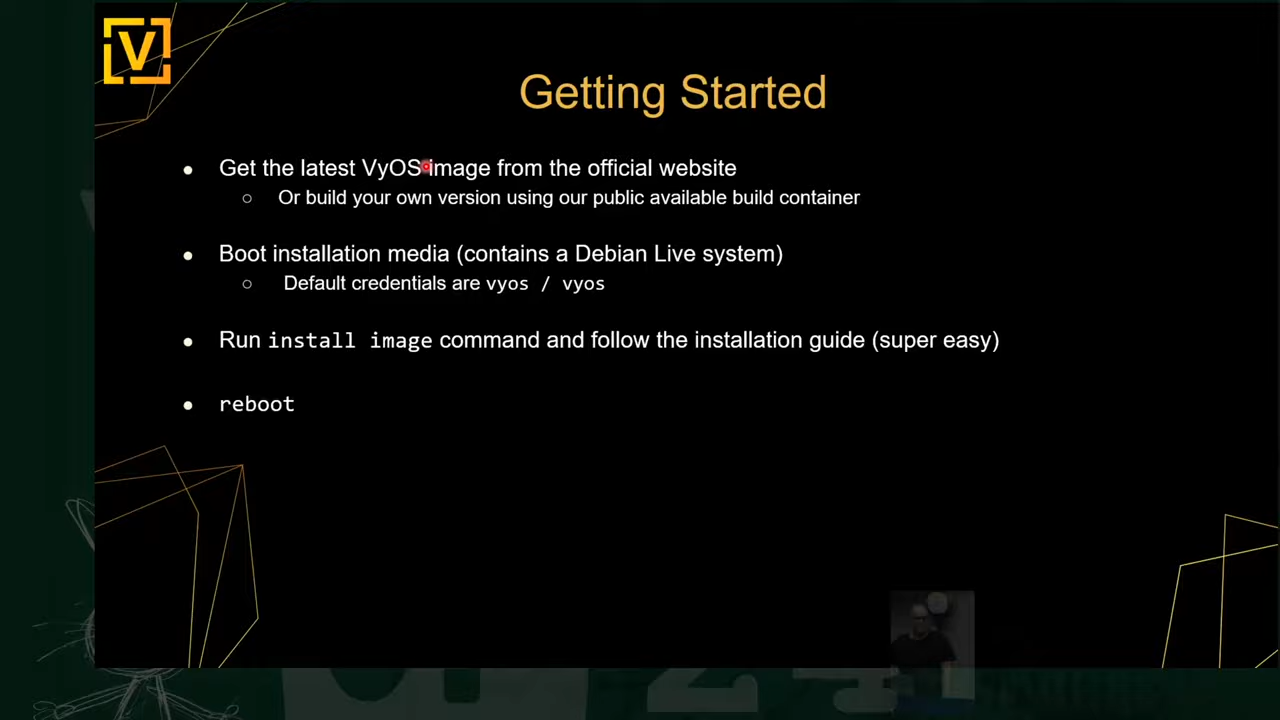 V
Getting Started
Get the latest VyOS image from the official website
Or build your own version using our public available build container
Boot installation media (contains a Debian Live system)
Default credentials are vyos / vyos
Run install image command and follow the installation guide (super easy)
reboot
24